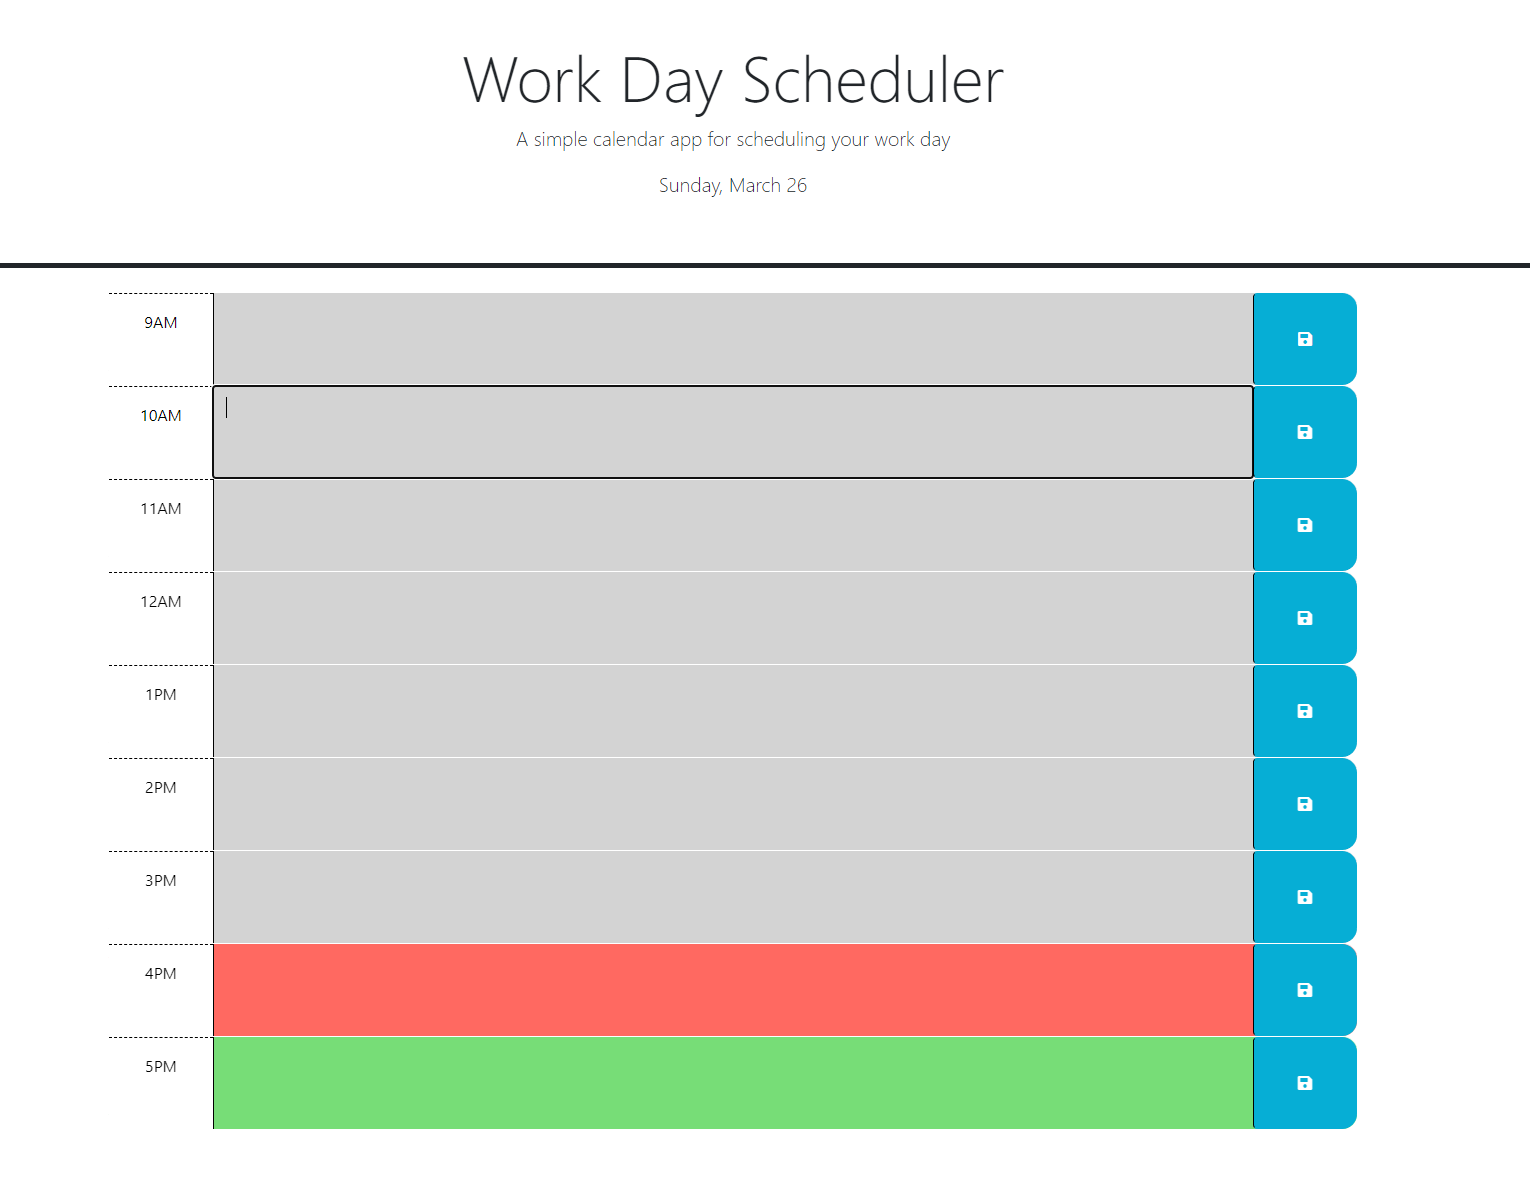 Work Day Scheduler
A simple calendar app for scheduling your work day
Sunday, March 26
9AM
10AM
11AM
12AM
1PM
2PM
3PM
4PM
5PM